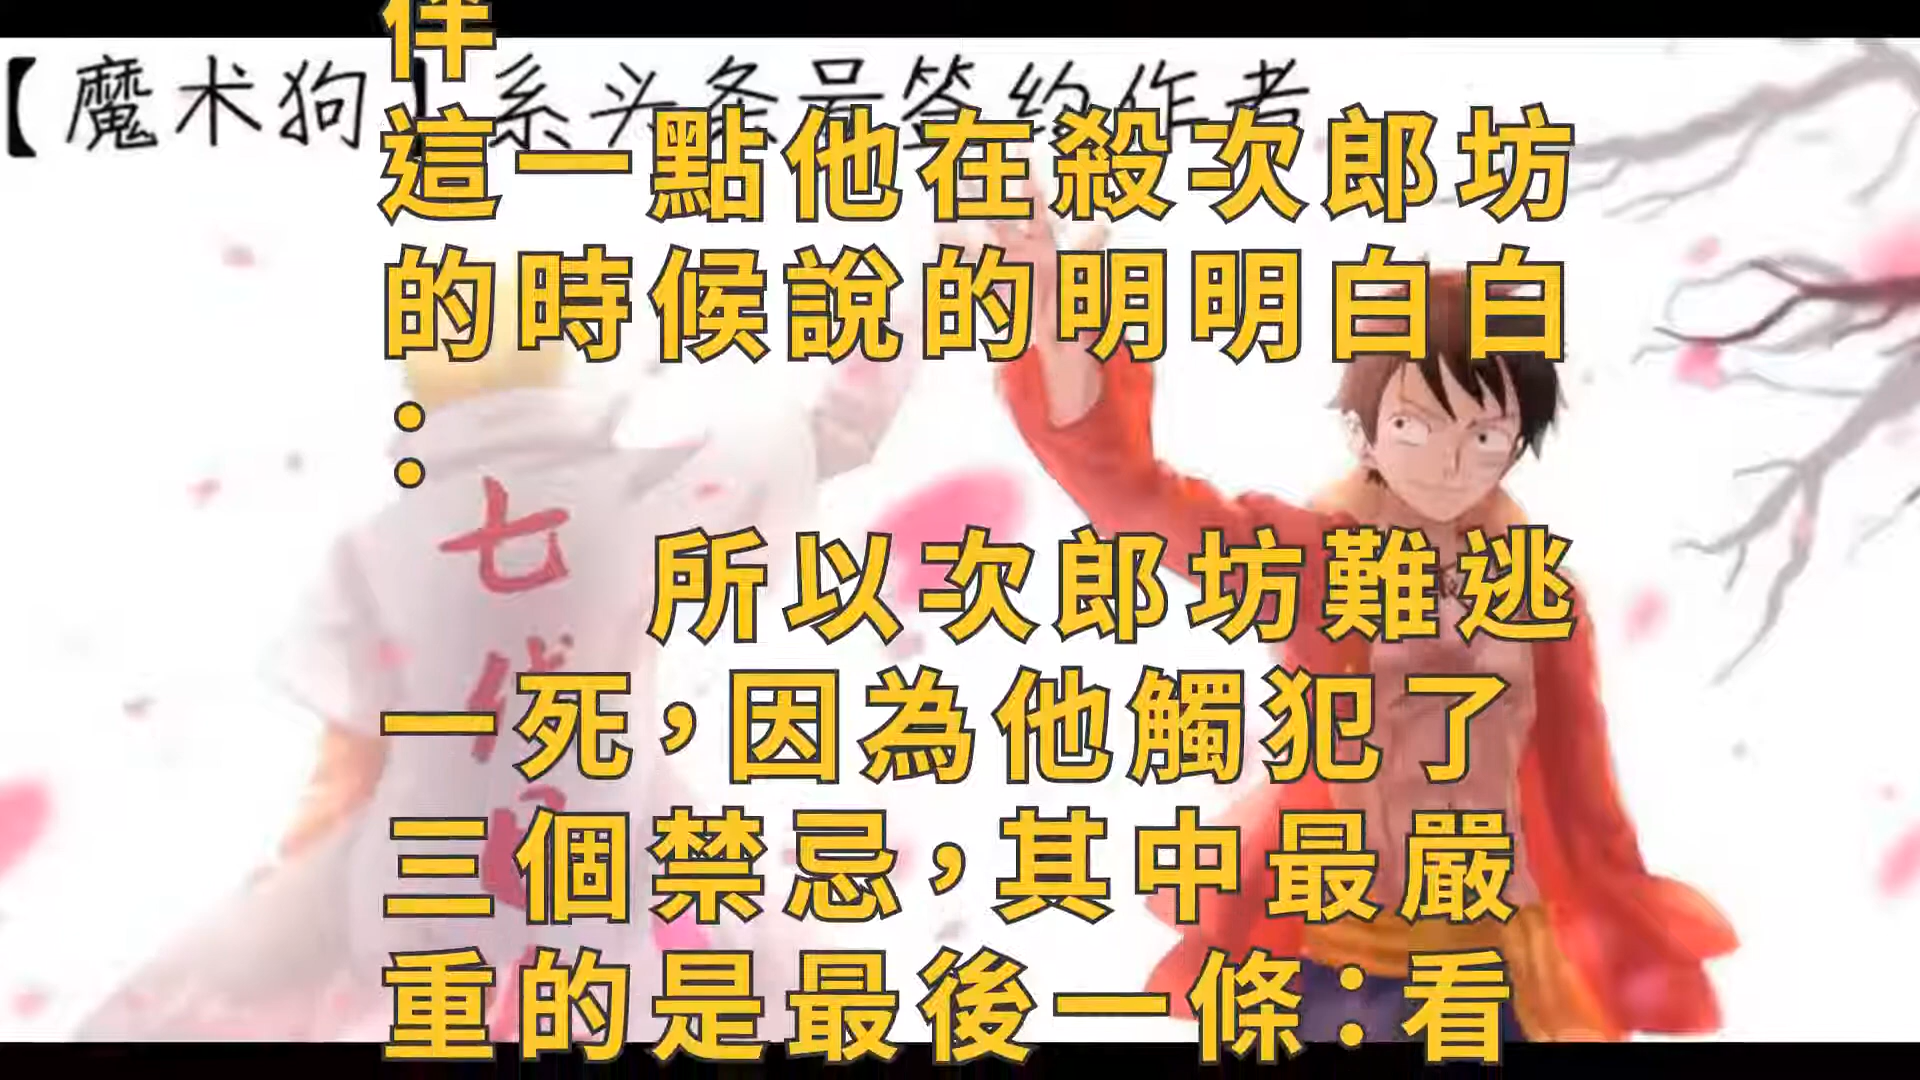 伴
【魔术狗】系头条号签约作者
這一點他在殺次郎坊
的時候說的明明白白
：
所以次郎坊難逃
一死，因為他觸犯了
三個禁忌，其中最嚴
重的是最後一條：看
七代目